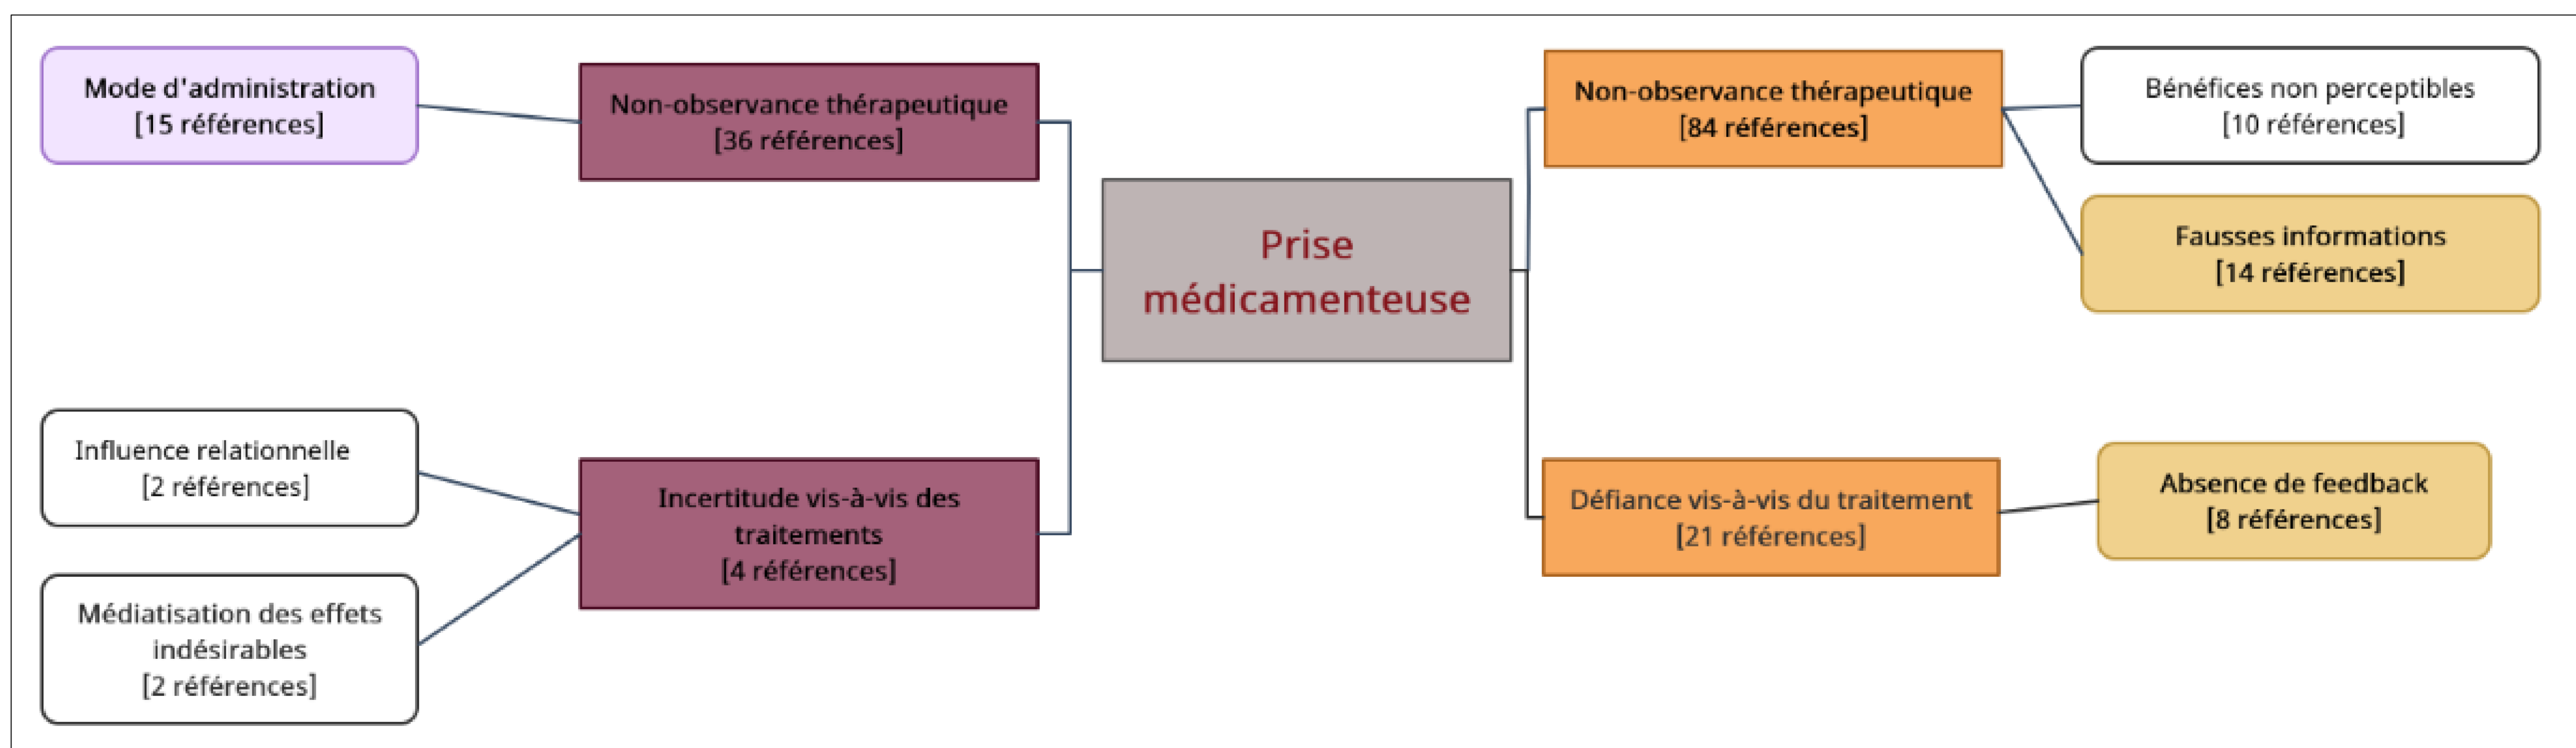 Mode d'administration
[15 références]
Non-observance thérapeutique
[36 références]
Influence relationnelle
[2 références]
Médiatisation des effets
indésirables
[2 références]
Incertitude vis-à-vis des
traitements
[4 références]
Prise
médicamenteuse
Non-observance thérapeutique
[84 références]
Bénéfices non perceptibles
[10 références]
Fausses informations
[14 références]
Défiance vis-à-vis du traitement
[21 références]
Absence de feedback
[8 références]